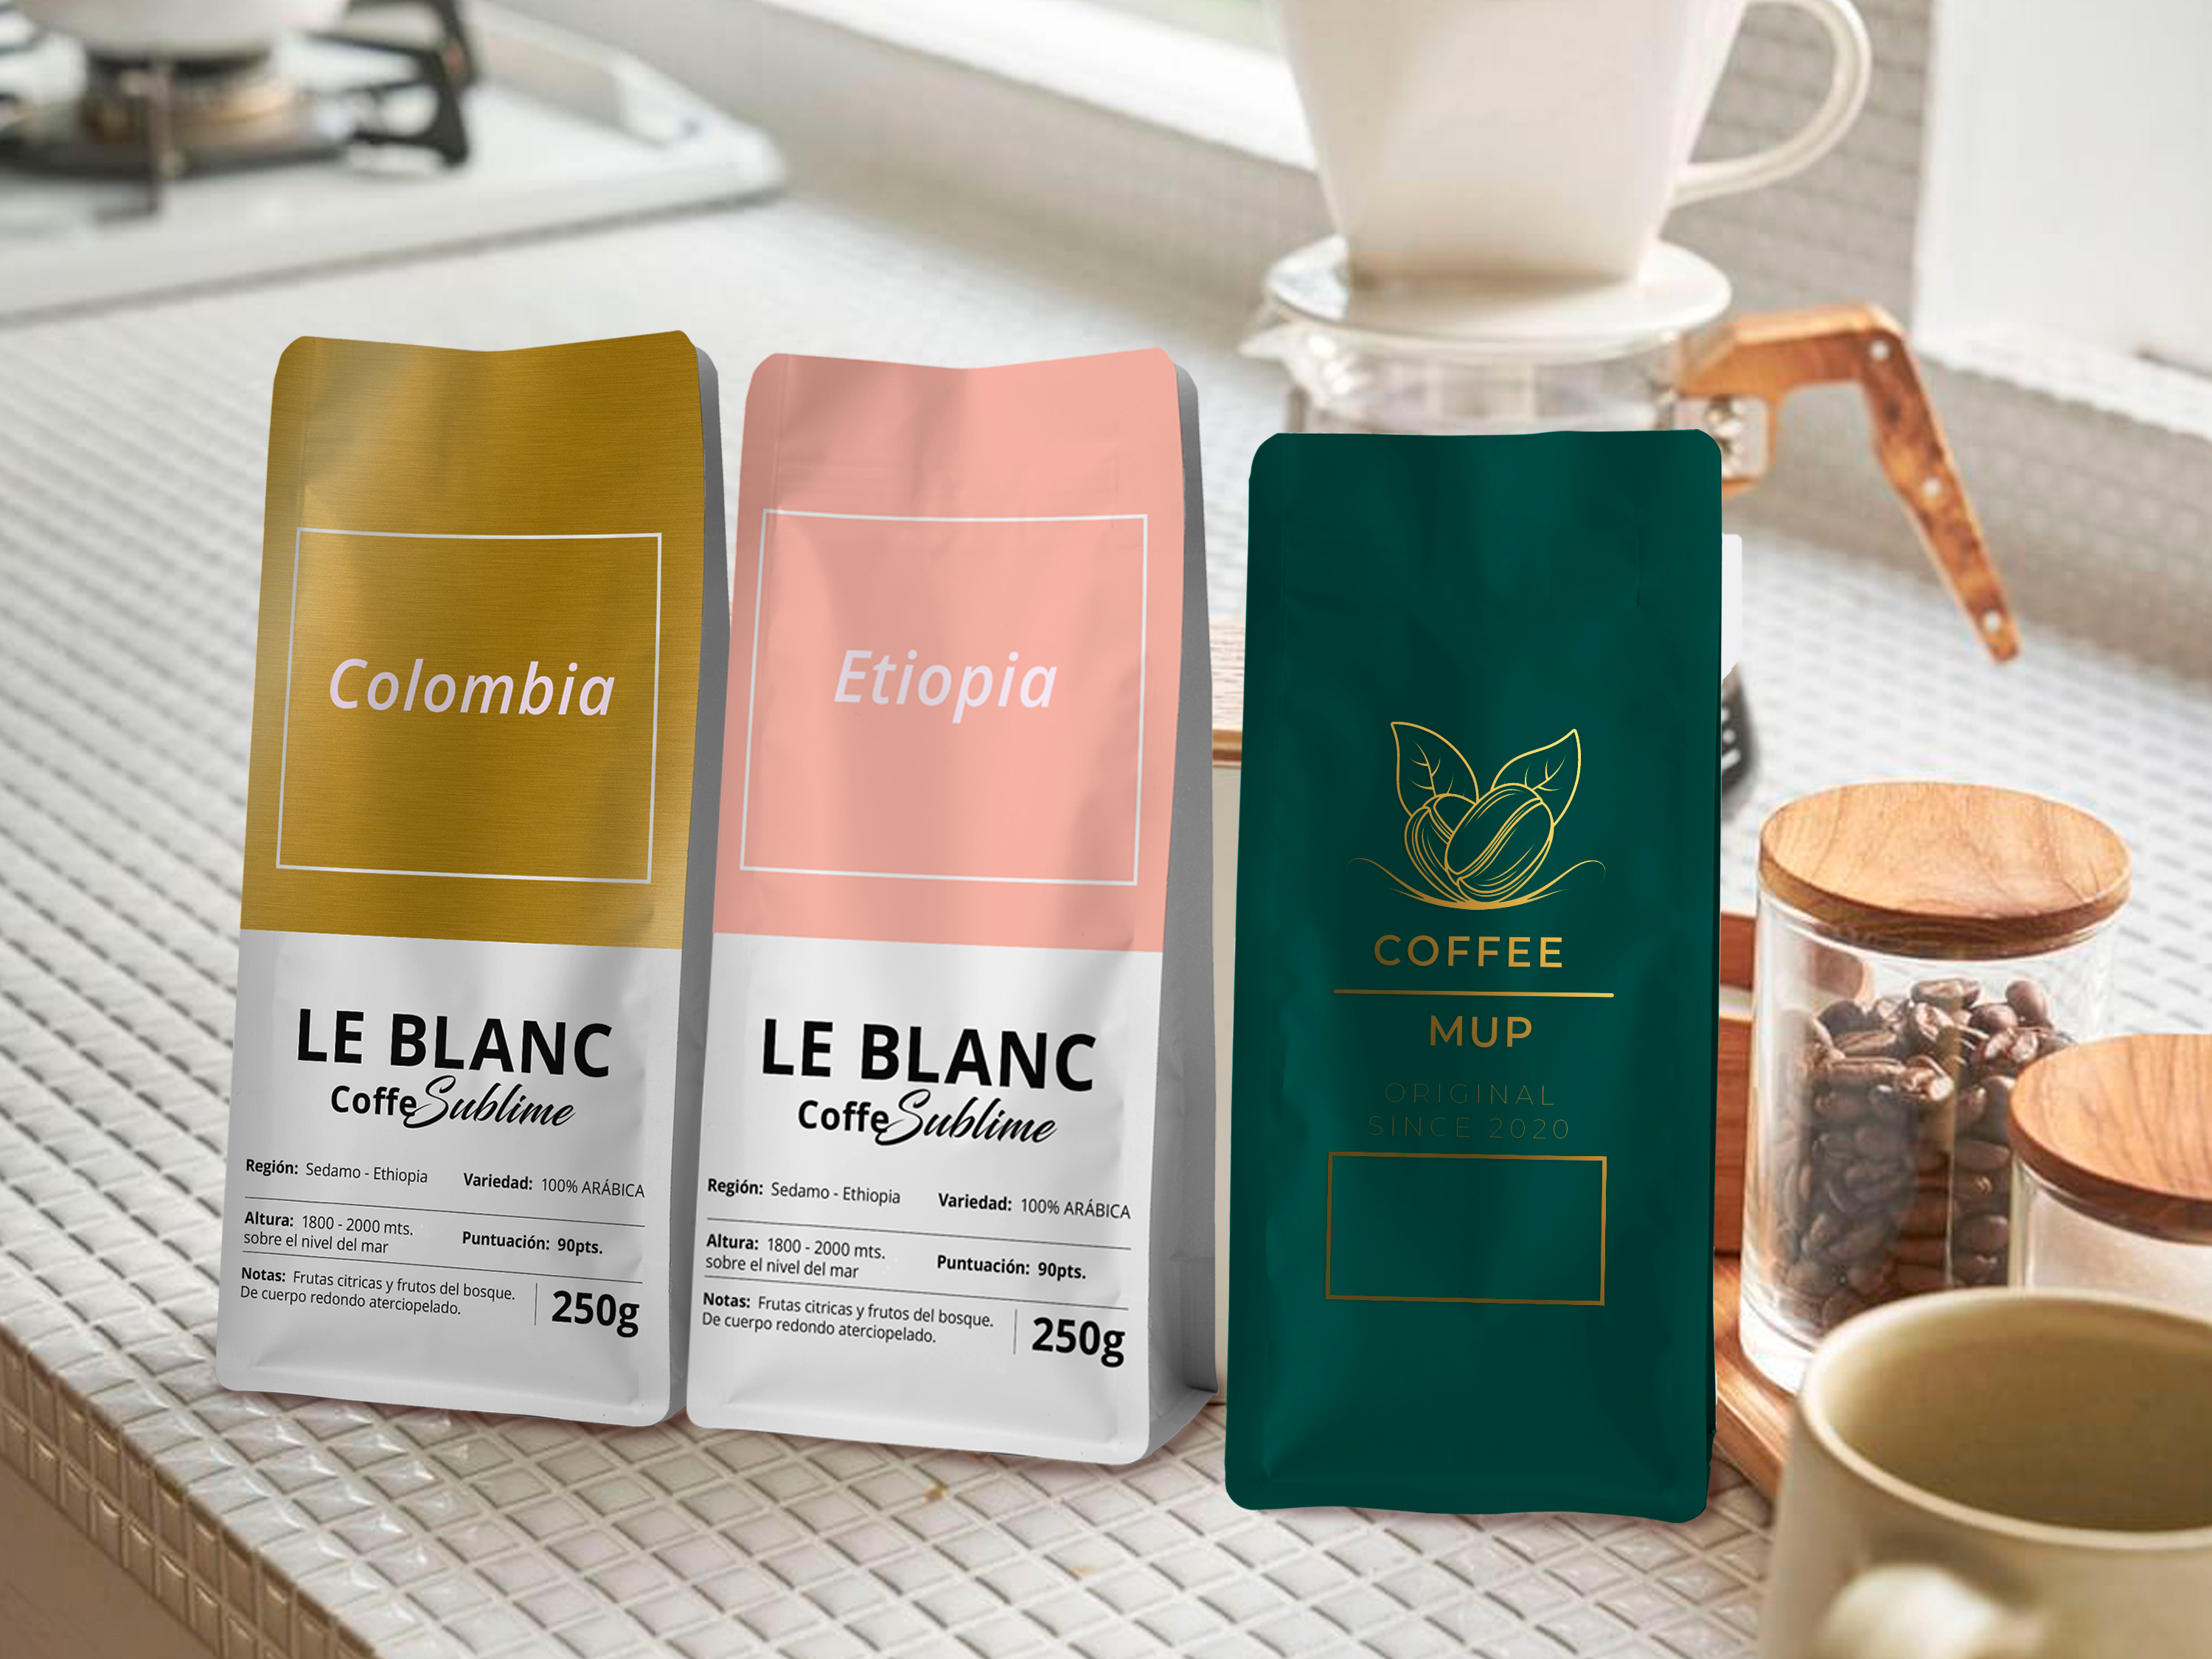 Colombia
LE BLANC
Coffe Sublime
Región: Sedamo - Ethiopia
Variedad: 100% ARÁBICA
Altura: 1800 - 2000 mts.
sobre el nivel del mar
Puntuación: 90pts.
Notas: Frutas citricas y frutos del bosque.
De cuerpo redondo aterciopelado.
250g
Etiopia
LE BLANC
Coffe Sublime
Región: Sedamo - Ethiopia
Variedad: 100% ARÁBICA
Altura: 1800 - 2000 mts.
sobre el nivel del mar
Puntuación: 90pts.
Notas: Frutas citricas y frutos del bosque.
De cuerpo redondo aterciopelado.
250g
COFFEE
MUP
ORIGINAL
SINCE 2020